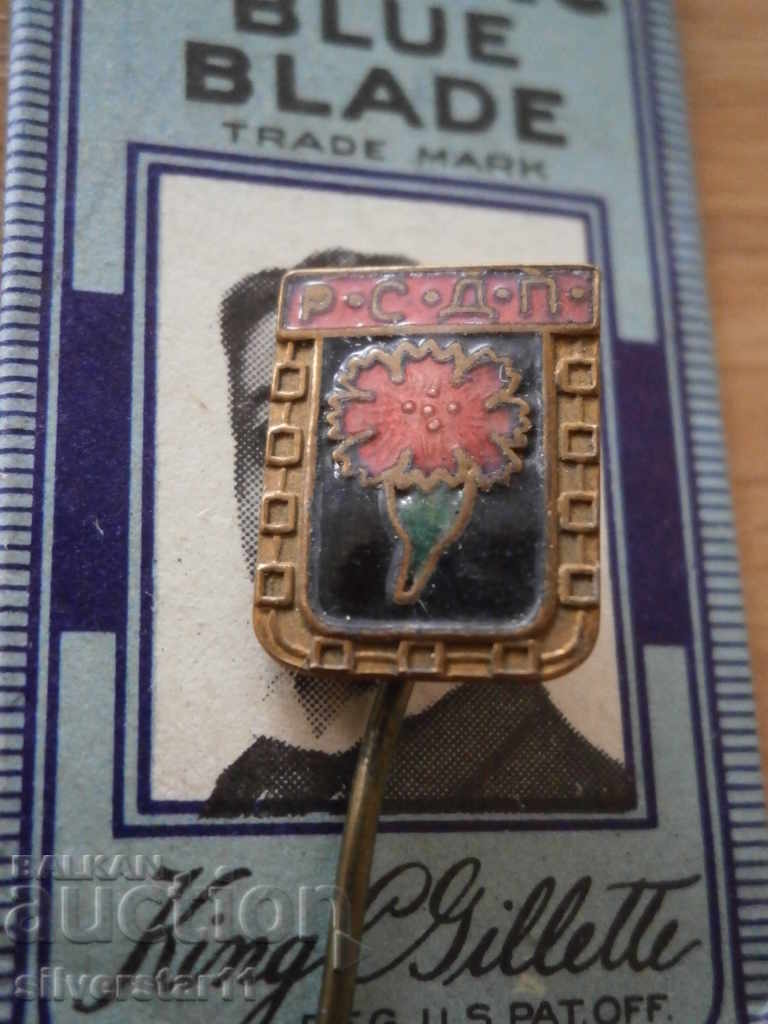 BLUE
BLADE
TRADE MARK
Р·С·Д·П·
King C Gillette
REG. U.S. PAT. OFF.
BALKAN
auction
silverstar11